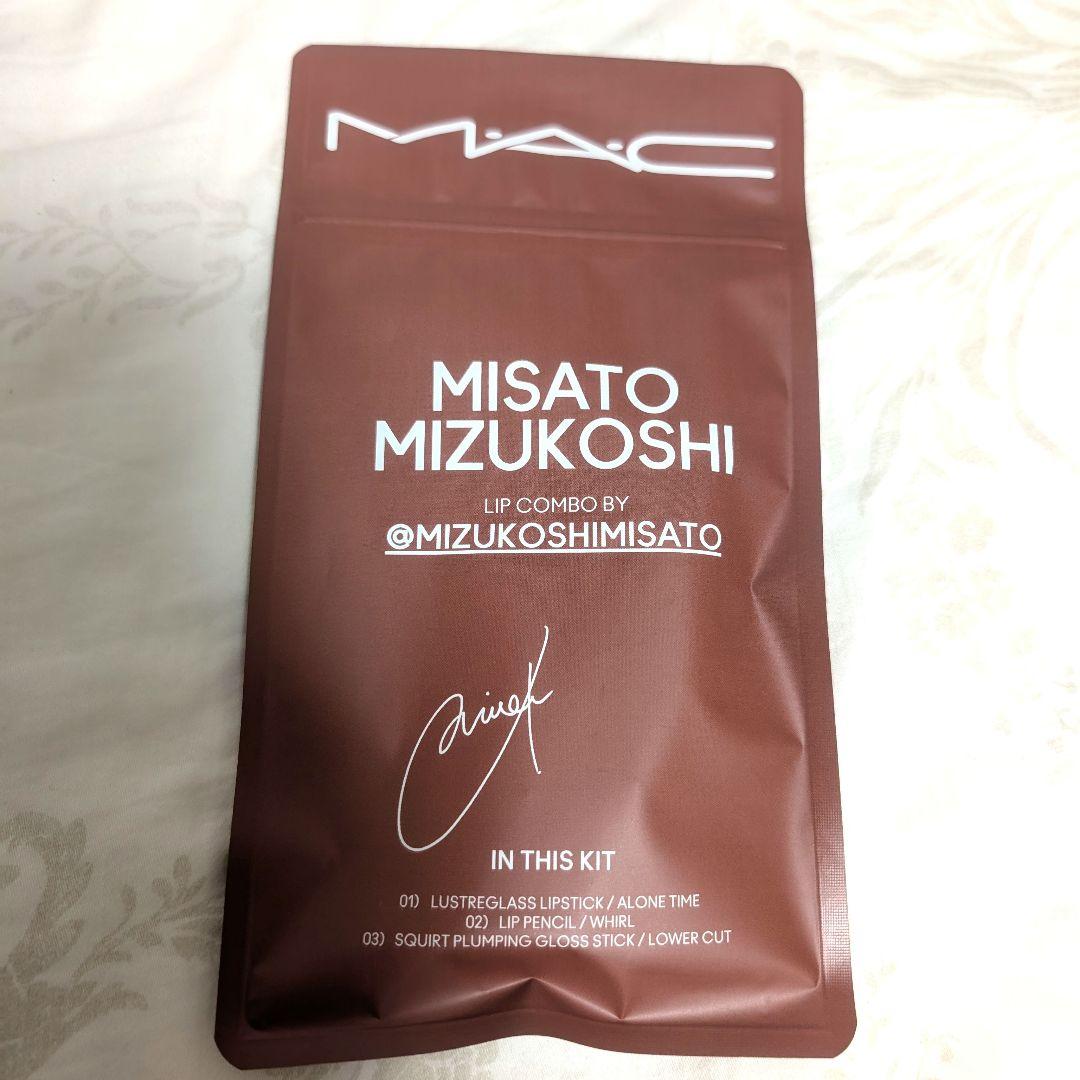 M·A·C
MISATO
MIZUKOSHI
LIP COMBO BY
@MIZUKOSHIMISATO
IN THIS KIT
01) LUSTREGLASS LIPSTICK / ALONE TIME
02) LIP PENCIL / WHIRL
03) SQUIRT PLUMPING GLOSS STICK / LOWER CUT